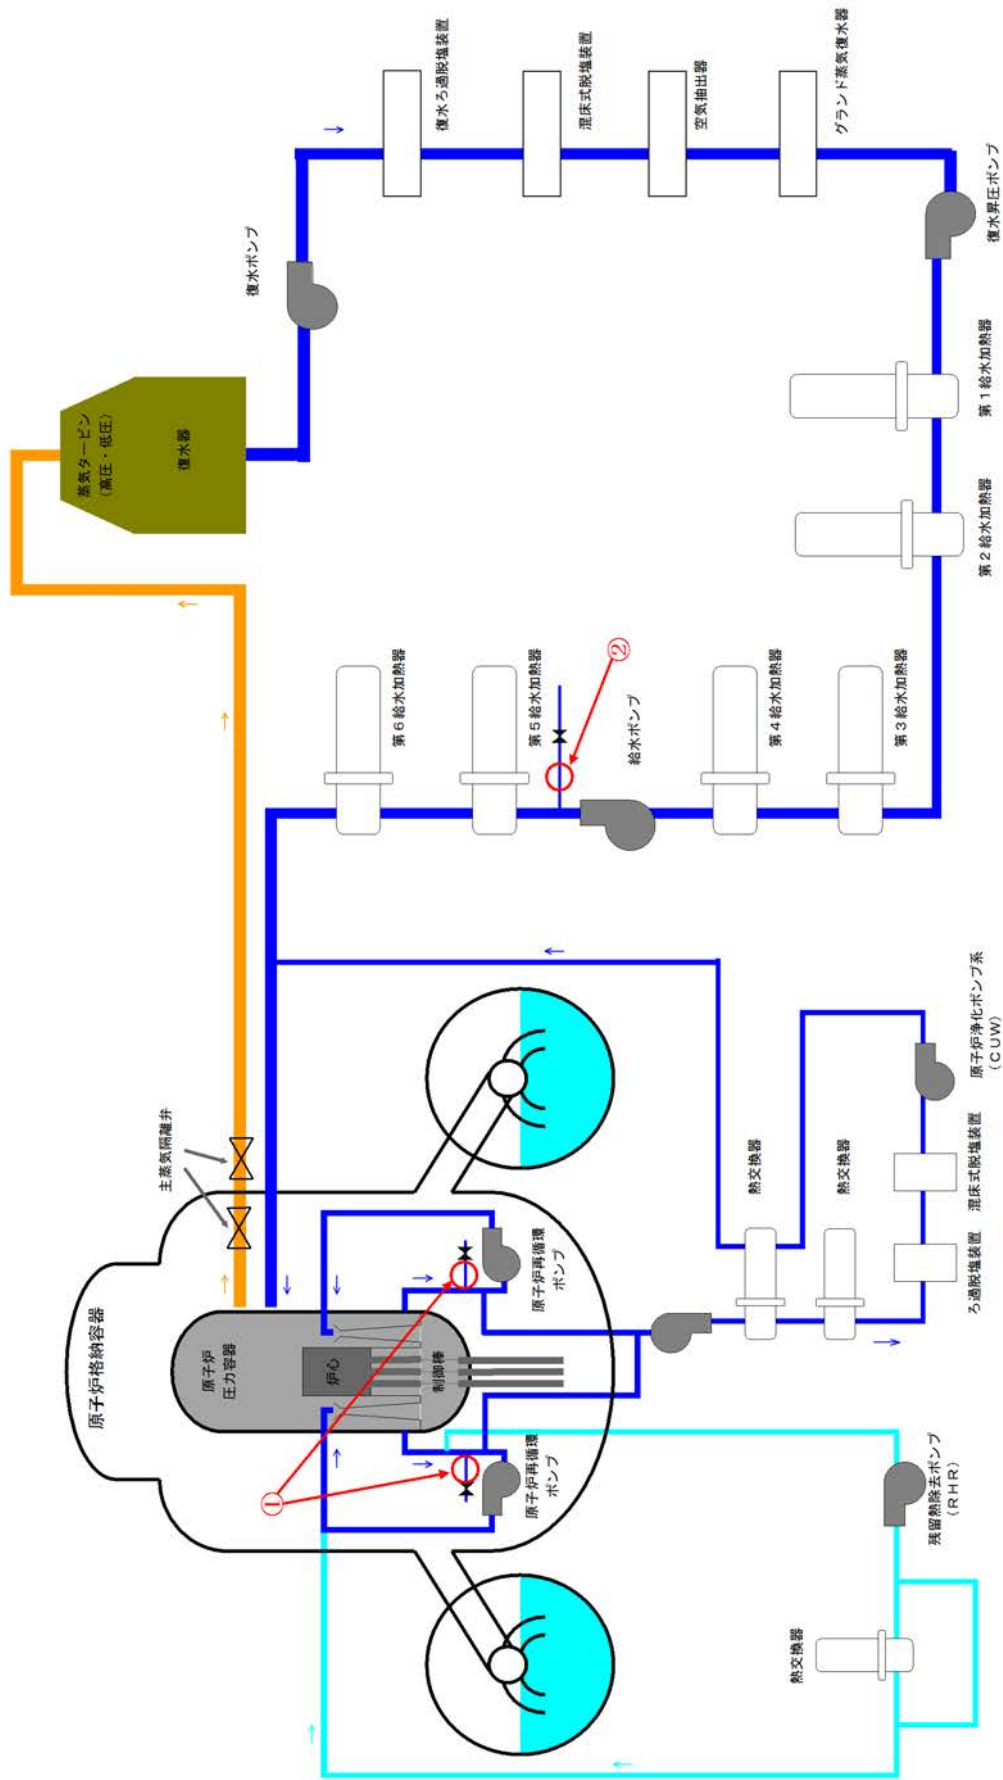 蒸気タービン
（高圧・低圧）
復水器
復水ポンプ
復水ろ過脱塩装置
混床式脱塩装置
空気抽出器
グランド蒸気復水器
復水昇圧ポンプ
第１給水加熱器
第２給水加熱器
第３給水加熱器
第４給水加熱器
給水ポンプ
②
第５給水加熱器
第６給水加熱器
主蒸気隔離弁
原子炉格納容器
原子炉
圧力容器
炉心
制御棒
①
原子炉再循環
ポンプ
原子炉再循環
ポンプ
熱交換器
熱交換器
原子炉浄化ポンプ系
（ＣＵＷ）
混床式脱塩装置
ろ過脱塩装置
残留熱除去ポンプ
（ＲＨＲ）
熱交換器